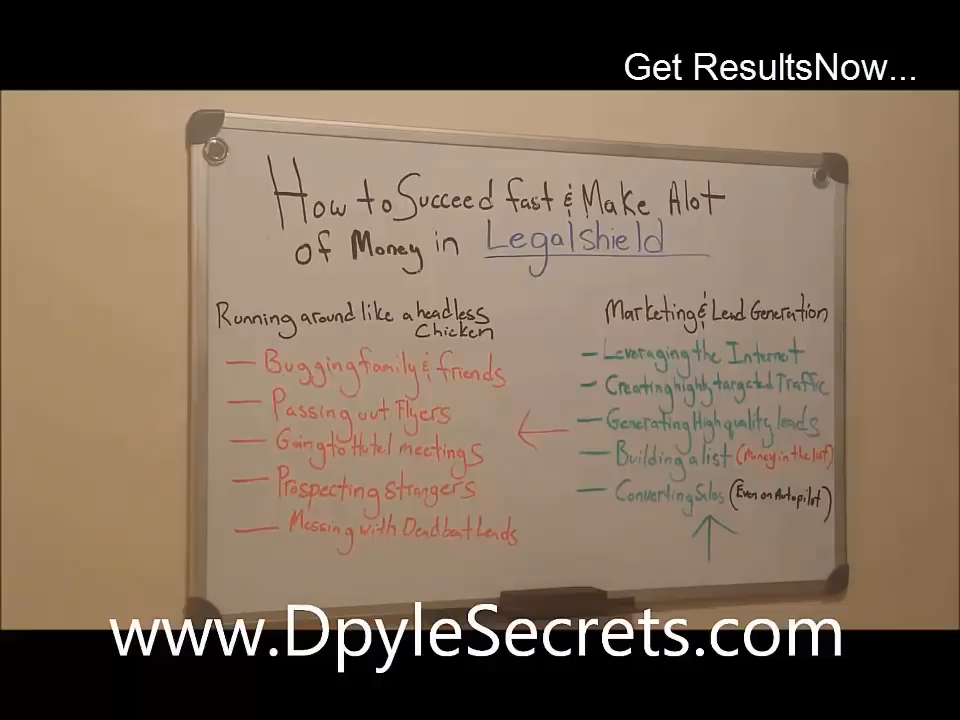 Get ResultsNow...
How to Succeed fast & Make Alot
of Money in Legalshield
Running around like a headless
Chicken
— Bugging family & friends
— Passing out Flyers
— Going to Hotel meetings
— Prospecting strangers
— Messing with Deadbeat Leads
Marketing & Lead Generation
— Leveraging the Internet
— Creating highly targeted Traffic
— Generating High quality leads
— Building a list (Money in the list)
— Converting Sales (Even on Autopilot)
www.DpyleSecrets.com